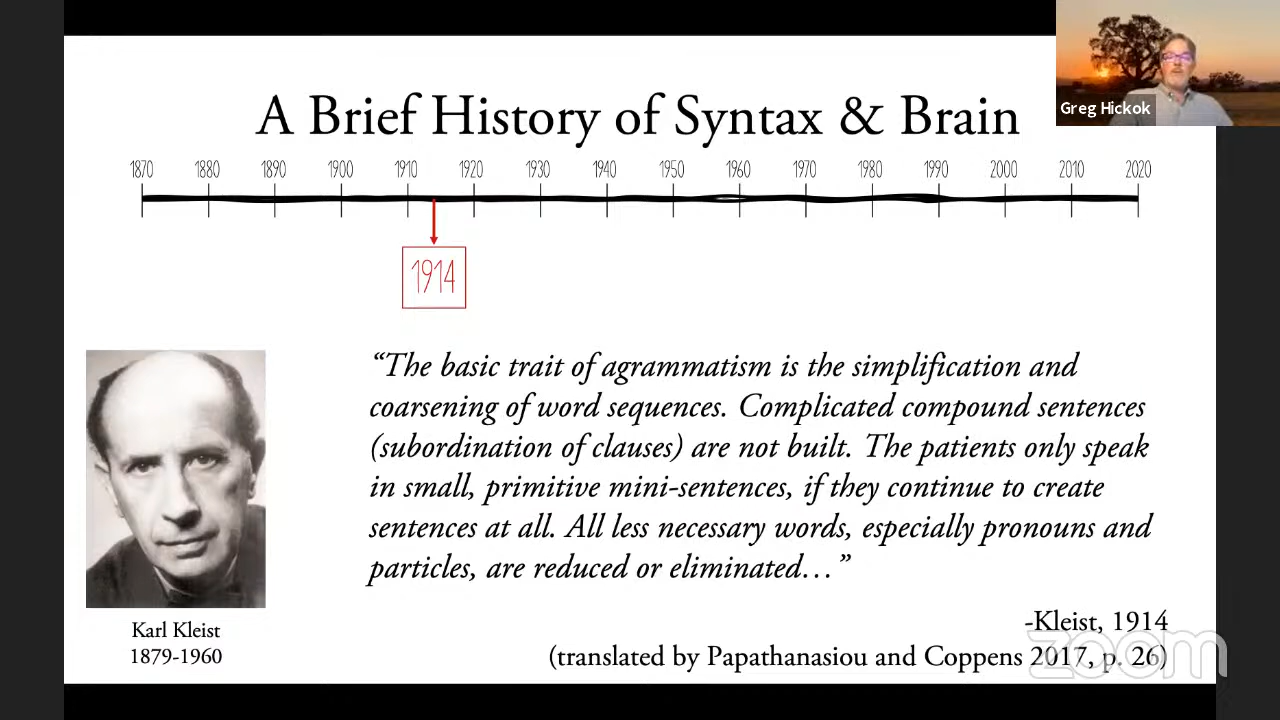 Greg Hickok
A Brief History of Syntax & Brain
1870 1880 1890 1900 1910 1920 1930 1940 1950 1960 1970 1980 1990 2000 2010 2020
1914
“The basic trait of agrammatism is the simplification and
coarsening of word sequences. Complicated compound sentences
(subordination of clauses) are not built. The patients only speak
in small, primitive mini-sentences, if they continue to create
sentences at all. All less necessary words, especially pronouns and
particles, are reduced or eliminated…”
-Kleist, 1914
(translated by Papathanasiou and Coppens 2017, p. 26)
Karl Kleist
1879-1960
zoom